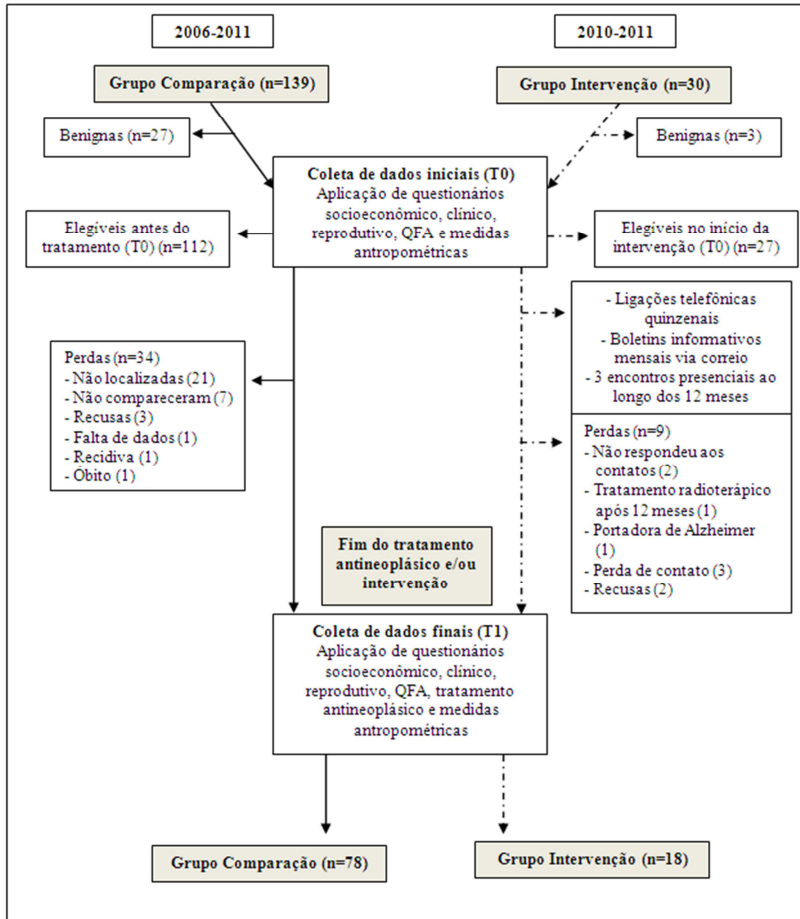 2006-2011
2010-2011
Grupo Comparação (n=139)
Grupo Intervenção (n=30)
Benignas (n=27)
Benignas (n=3)
Coleta de dados iniciais (T0)
Aplicação de questionários
socioeconômico, clínico,
reprodutivo, QFA e medidas
antropométricas
Elegíveis antes do
tratamento (T0) (n=112)
Elegíveis no início da
intervenção (T0) (n=27)
- Ligações telefônicas
quinzenais
- Boletins informativos
mensais via correio
- 3 encontros presenciais ao
longo dos 12 meses
Perdas (n=34)
- Não localizadas (21)
- Não compareceram (7)
- Recusas (3)
- Falta de dados (1)
- Recidiva (1)
- Óbito (1)
Perdas (n=9)
- Não respondeu aos
contatos (2)
- Tratamento radioterápico
após 12 meses (1)
- Portadora de Alzheimer
(1)
- Perda de contato (3)
- Recusas (2)
Fim do tratamento
antineoplásico e/ou
intervenção
Coleta de dados finais (T1)
Aplicação de questionários
socioeconômico, clínico,
reprodutivo, QFA, tratamento
antineoplásico e medidas
antropométricas
Grupo Comparação (n=78)
Grupo Intervenção (n=18)